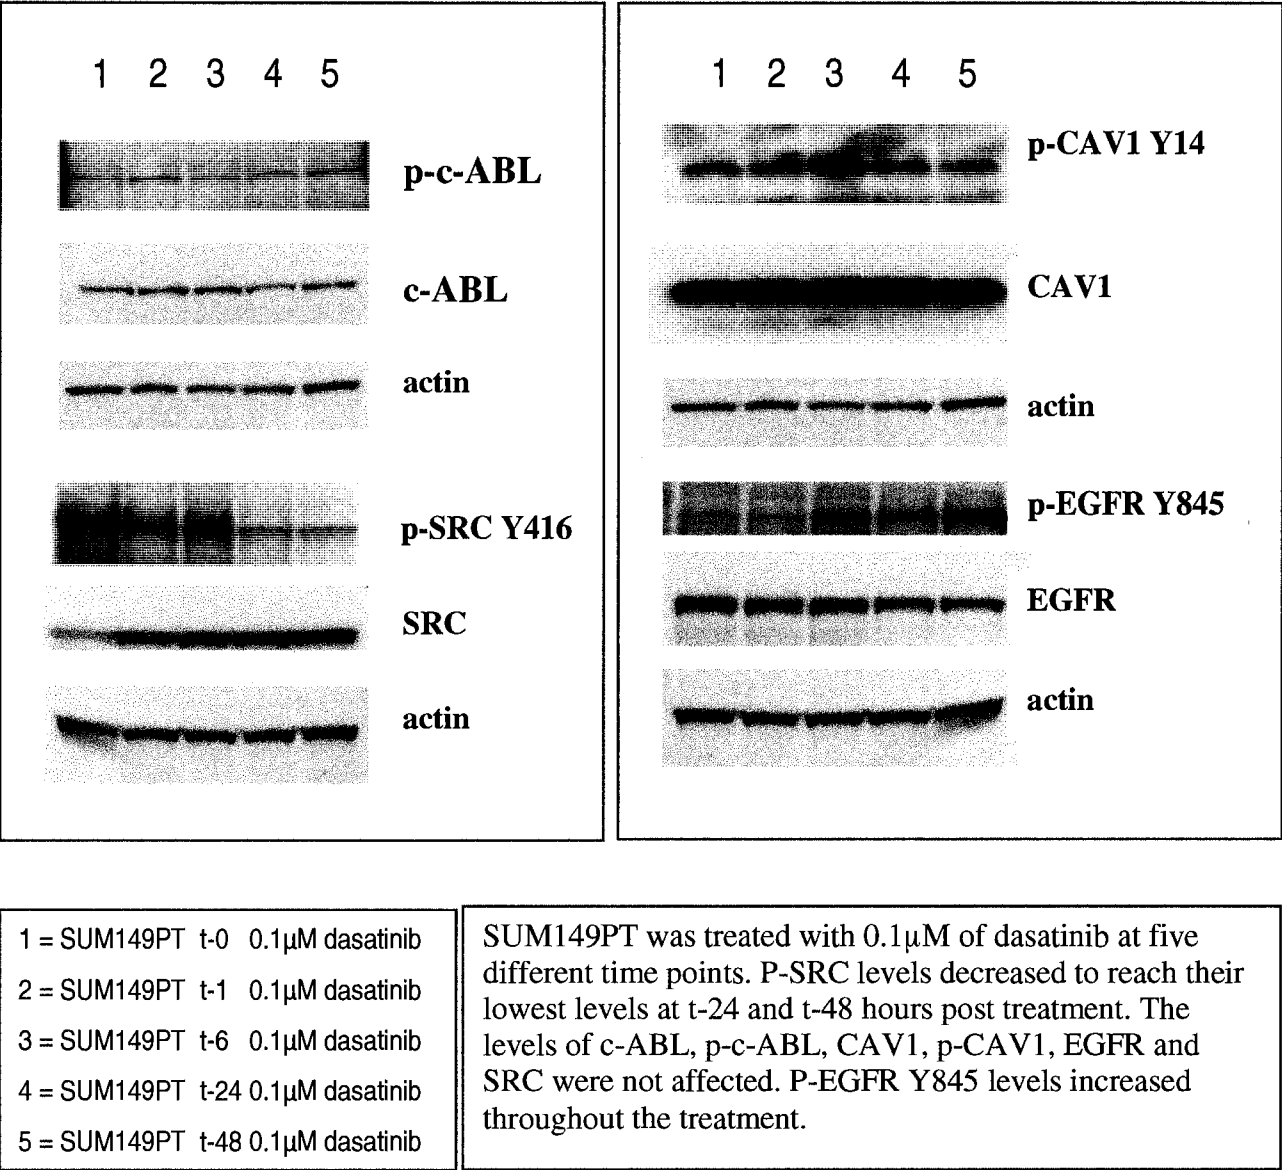 1 2 3 4 5
p-c-ABL
c-ABL
actin
p-SRC Y416
SRC
actin
1 2 3 4 5
p-CAV1 Y14
CAV1
actin
p-EGFR Y845
EGFR
actin
1 = SUM149PT t-0 0.1µM dasatinib
2 = SUM149PT t-1 0.1µM dasatinib
3 = SUM149PT t-6 0.1µM dasatinib
4 = SUM149PT t-24 0.1µM dasatinib
5 = SUM149PT t-48 0.1µM dasatinib
SUM149PT was treated with 0.1µM of dasatinib at five
different time points. P-SRC levels decreased to reach their
lowest levels at t-24 and t-48 hours post treatment. The
levels of c-ABL, p-c-ABL, CAV1, p-CAV1, EGFR and
SRC were not affected. P-EGFR Y845 levels increased
throughout the treatment.